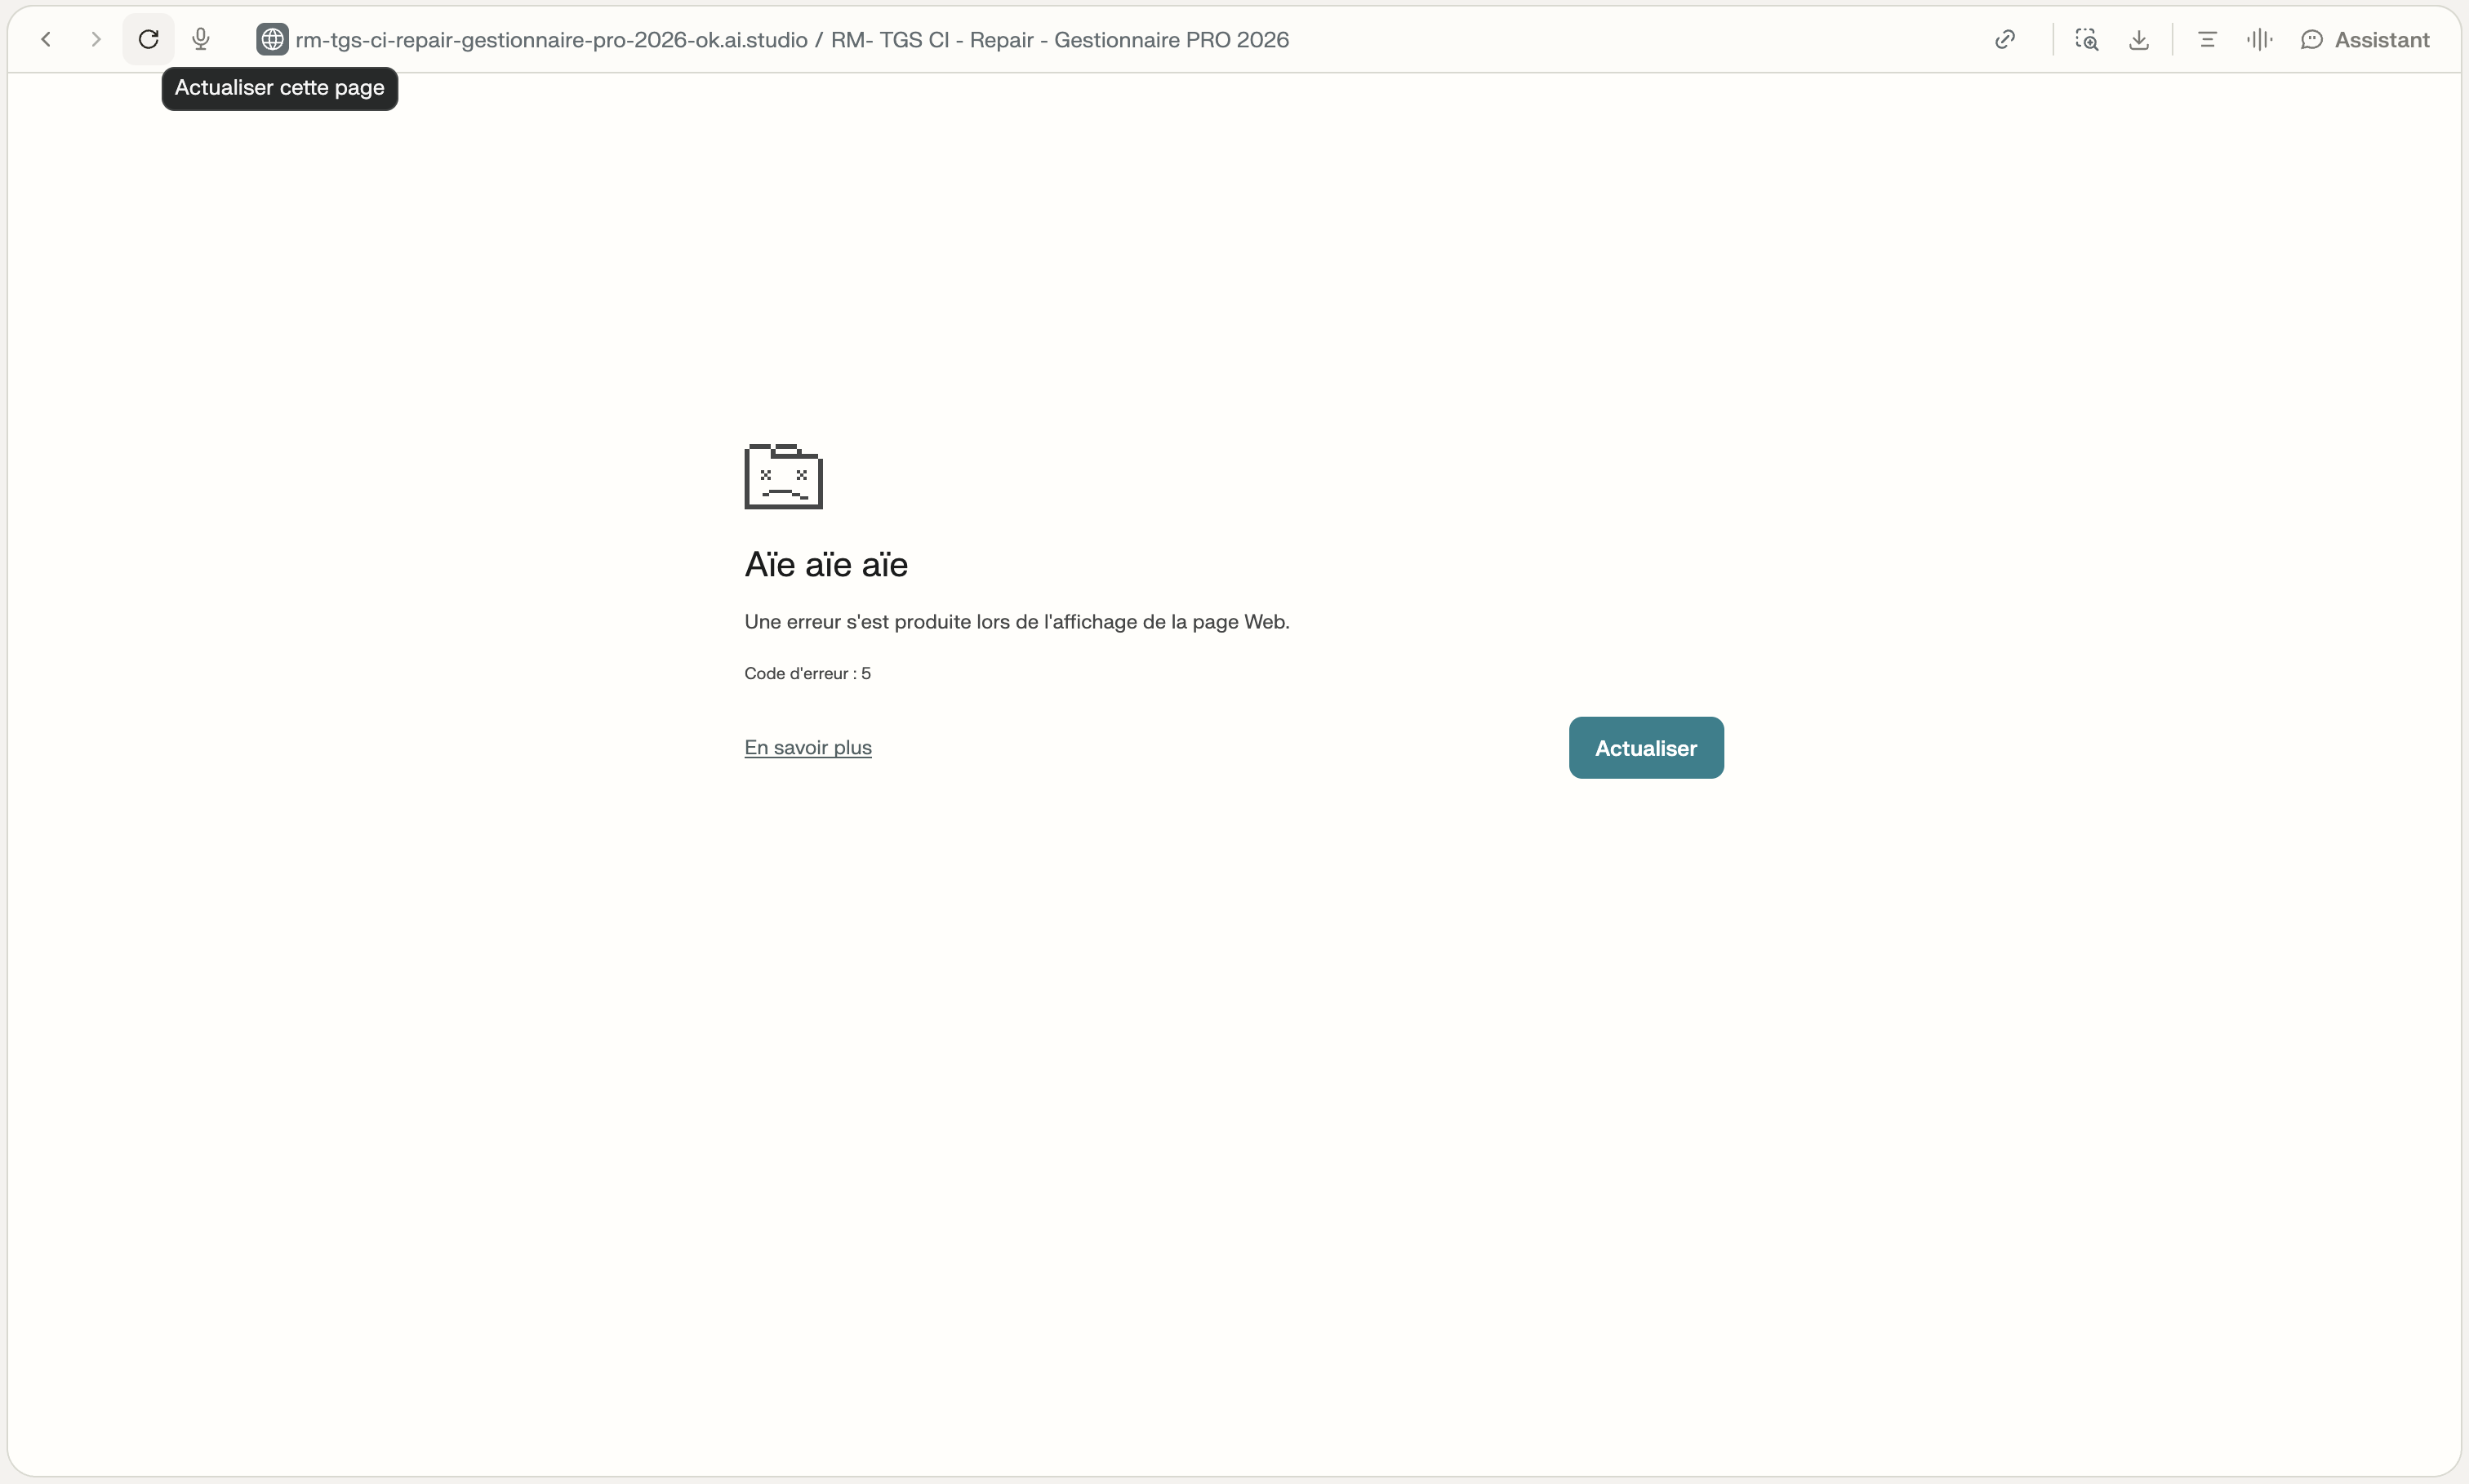 rm-tgs-ci-repair-gestionnaire-pro-2026-ok.ai.studio / RM- TGS CI - Repair - Gestionnaire PRO 2026
Assistant
Actualiser cette page
Aïe aïe aïe
Une erreur s'est produite lors de l'affichage de la page Web.
Code d'erreur : 5
En savoir plus
Actualiser